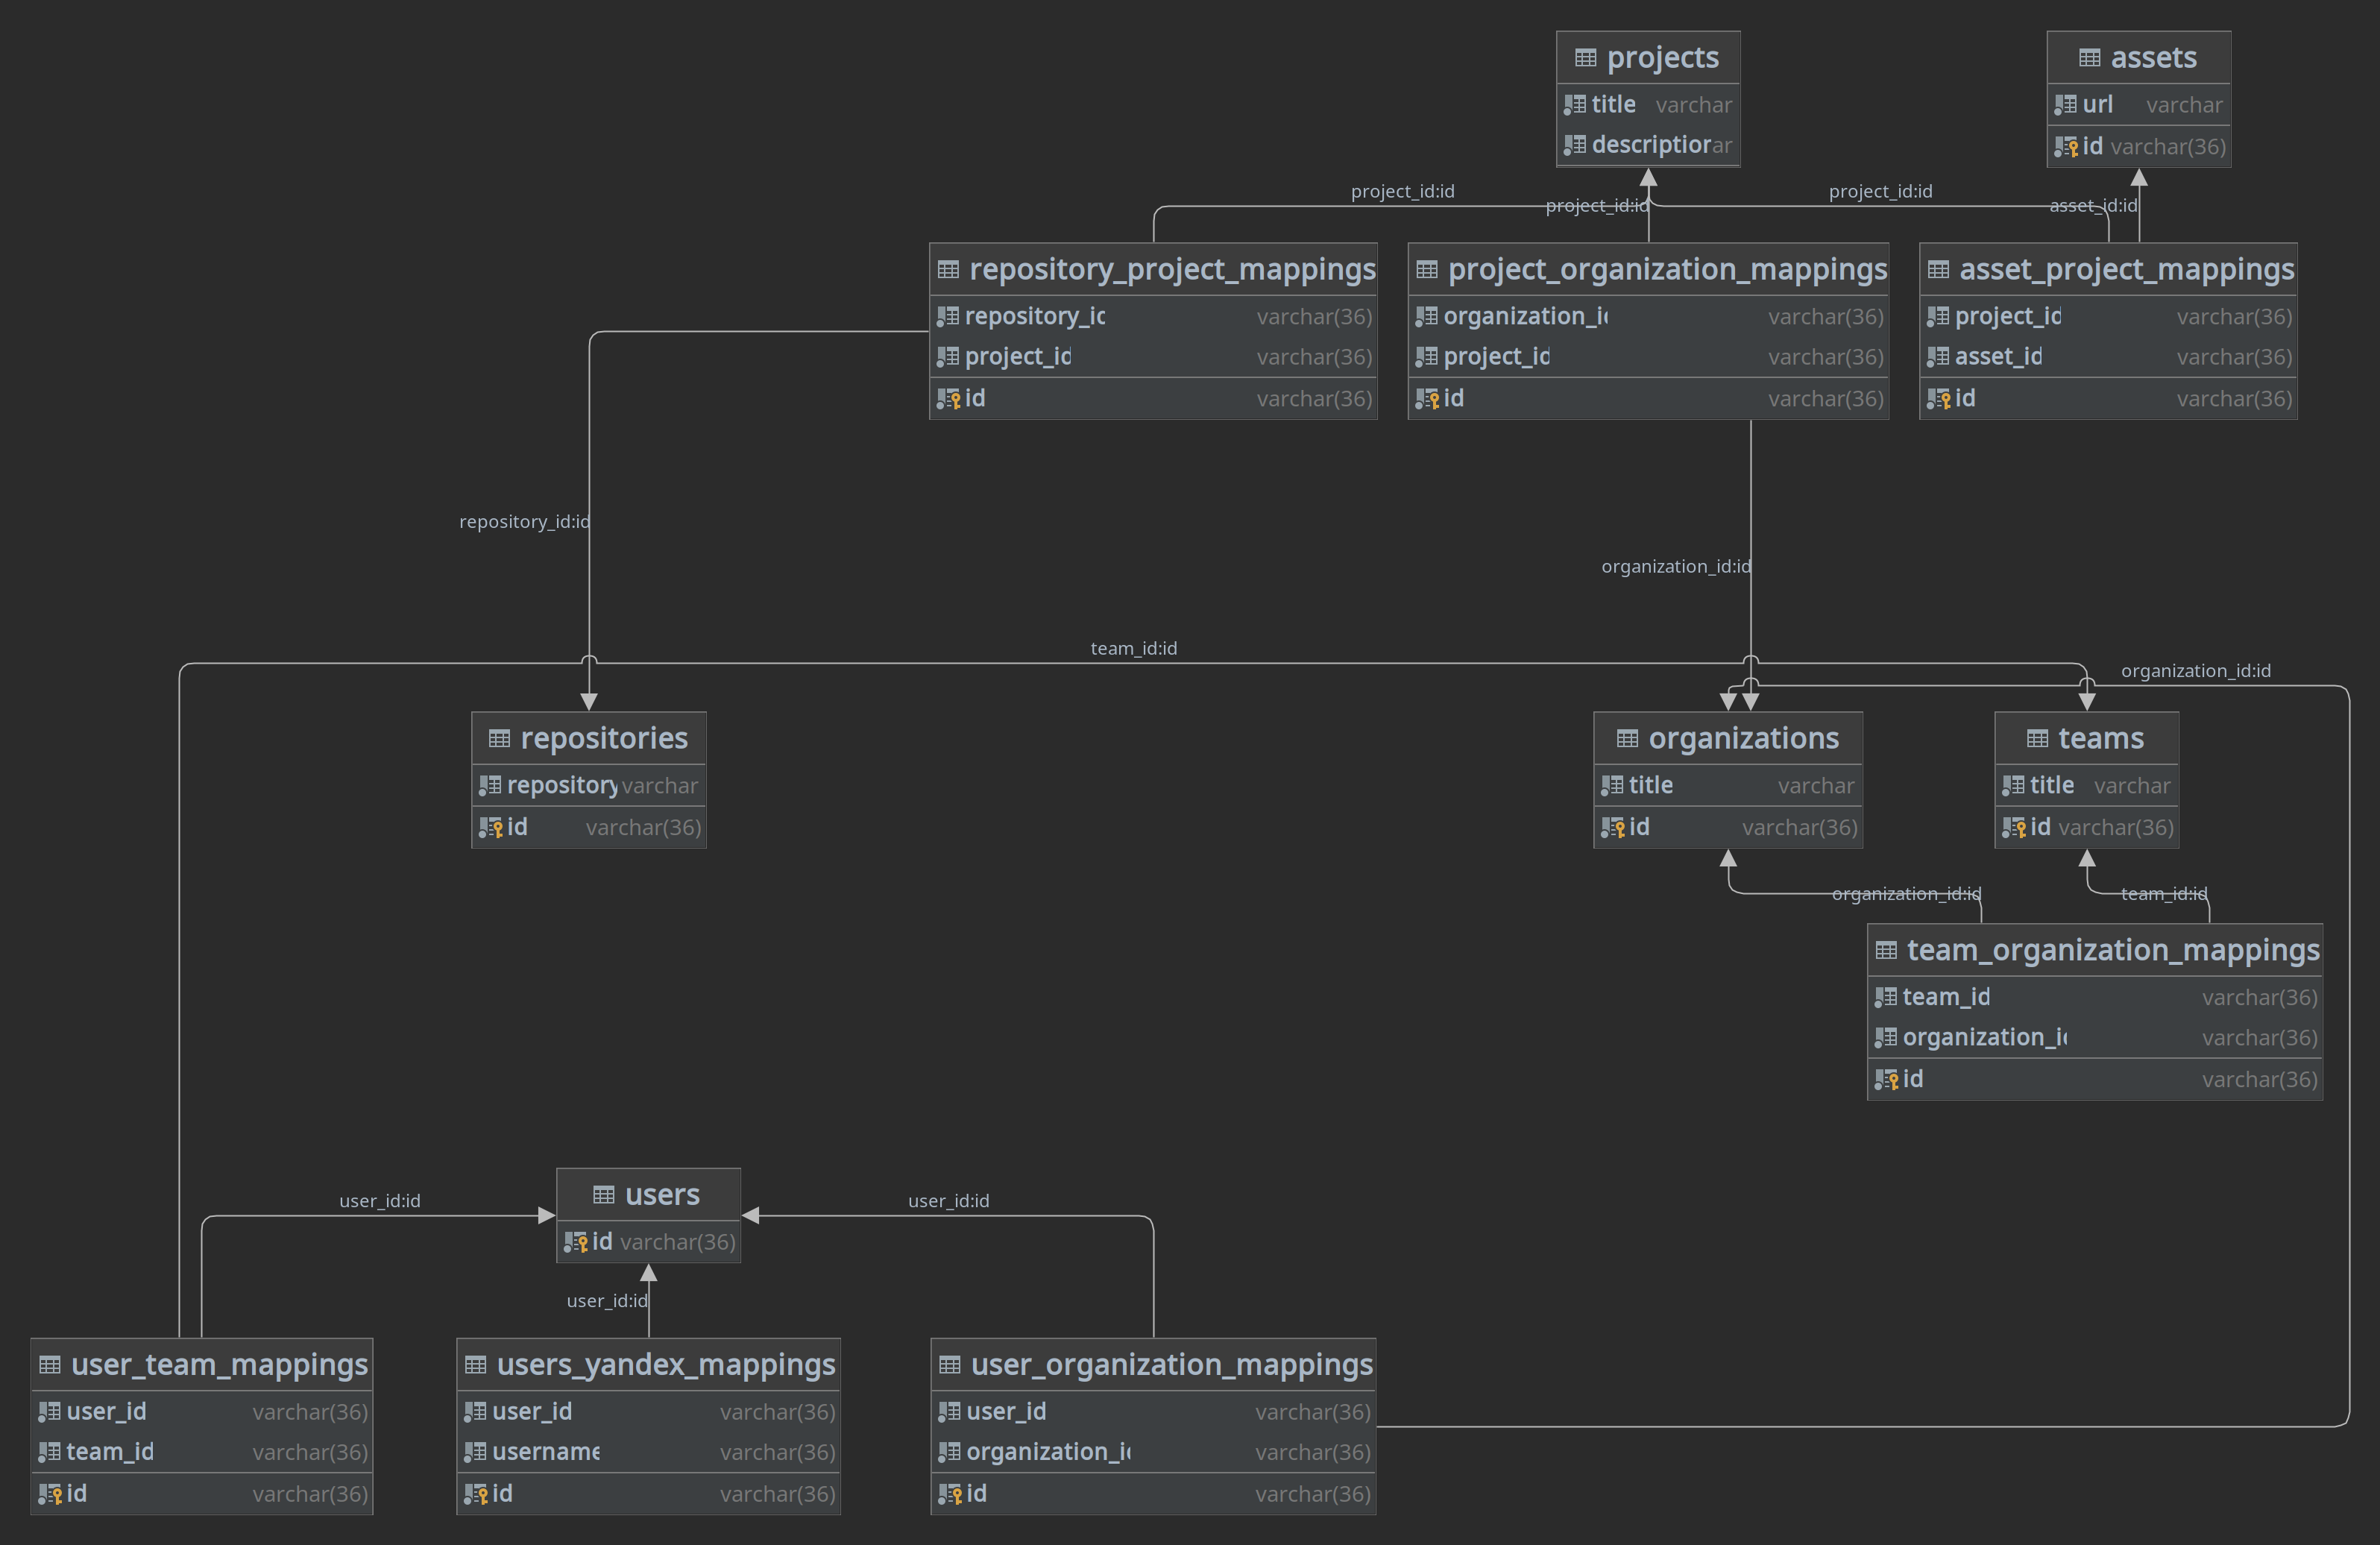 projects
title varchar
description ar
assets
url varchar
id varchar(36)
project_id:id
project_id:id
project_id:id
asset_id:id
repository_project_mappings
repository_id varchar(36)
project_id varchar(36)
id varchar(36)
project_organization_mappings
organization_id varchar(36)
project_id varchar(36)
id varchar(36)
asset_project_mappings
project_id varchar(36)
asset_id varchar(36)
id varchar(36)
repository_id:id
organization_id:id
team_id:id
organization_id:id
repositories
repository varchar
id varchar(36)
organizations
title varchar
id varchar(36)
teams
title varchar
id varchar(36)
organization_id:id
team_id:id
team_organization_mappings
team_id varchar(36)
organization_id varchar(36)
id varchar(36)
users
id varchar(36)
user_id:id
user_id:id
user_id:id
user_team_mappings
user_id varchar(36)
team_id varchar(36)
id varchar(36)
users_yandex_mappings
user_id varchar(36)
username varchar(36)
id varchar(36)
user_organization_mappings
user_id varchar(36)
organization_id varchar(36)
id varchar(36)